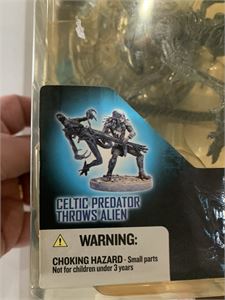 CELTIC PREDATOR
THROWS ALIEN
WARNING:
CHOKING HAZARD - Small parts
Not for children under 3 years